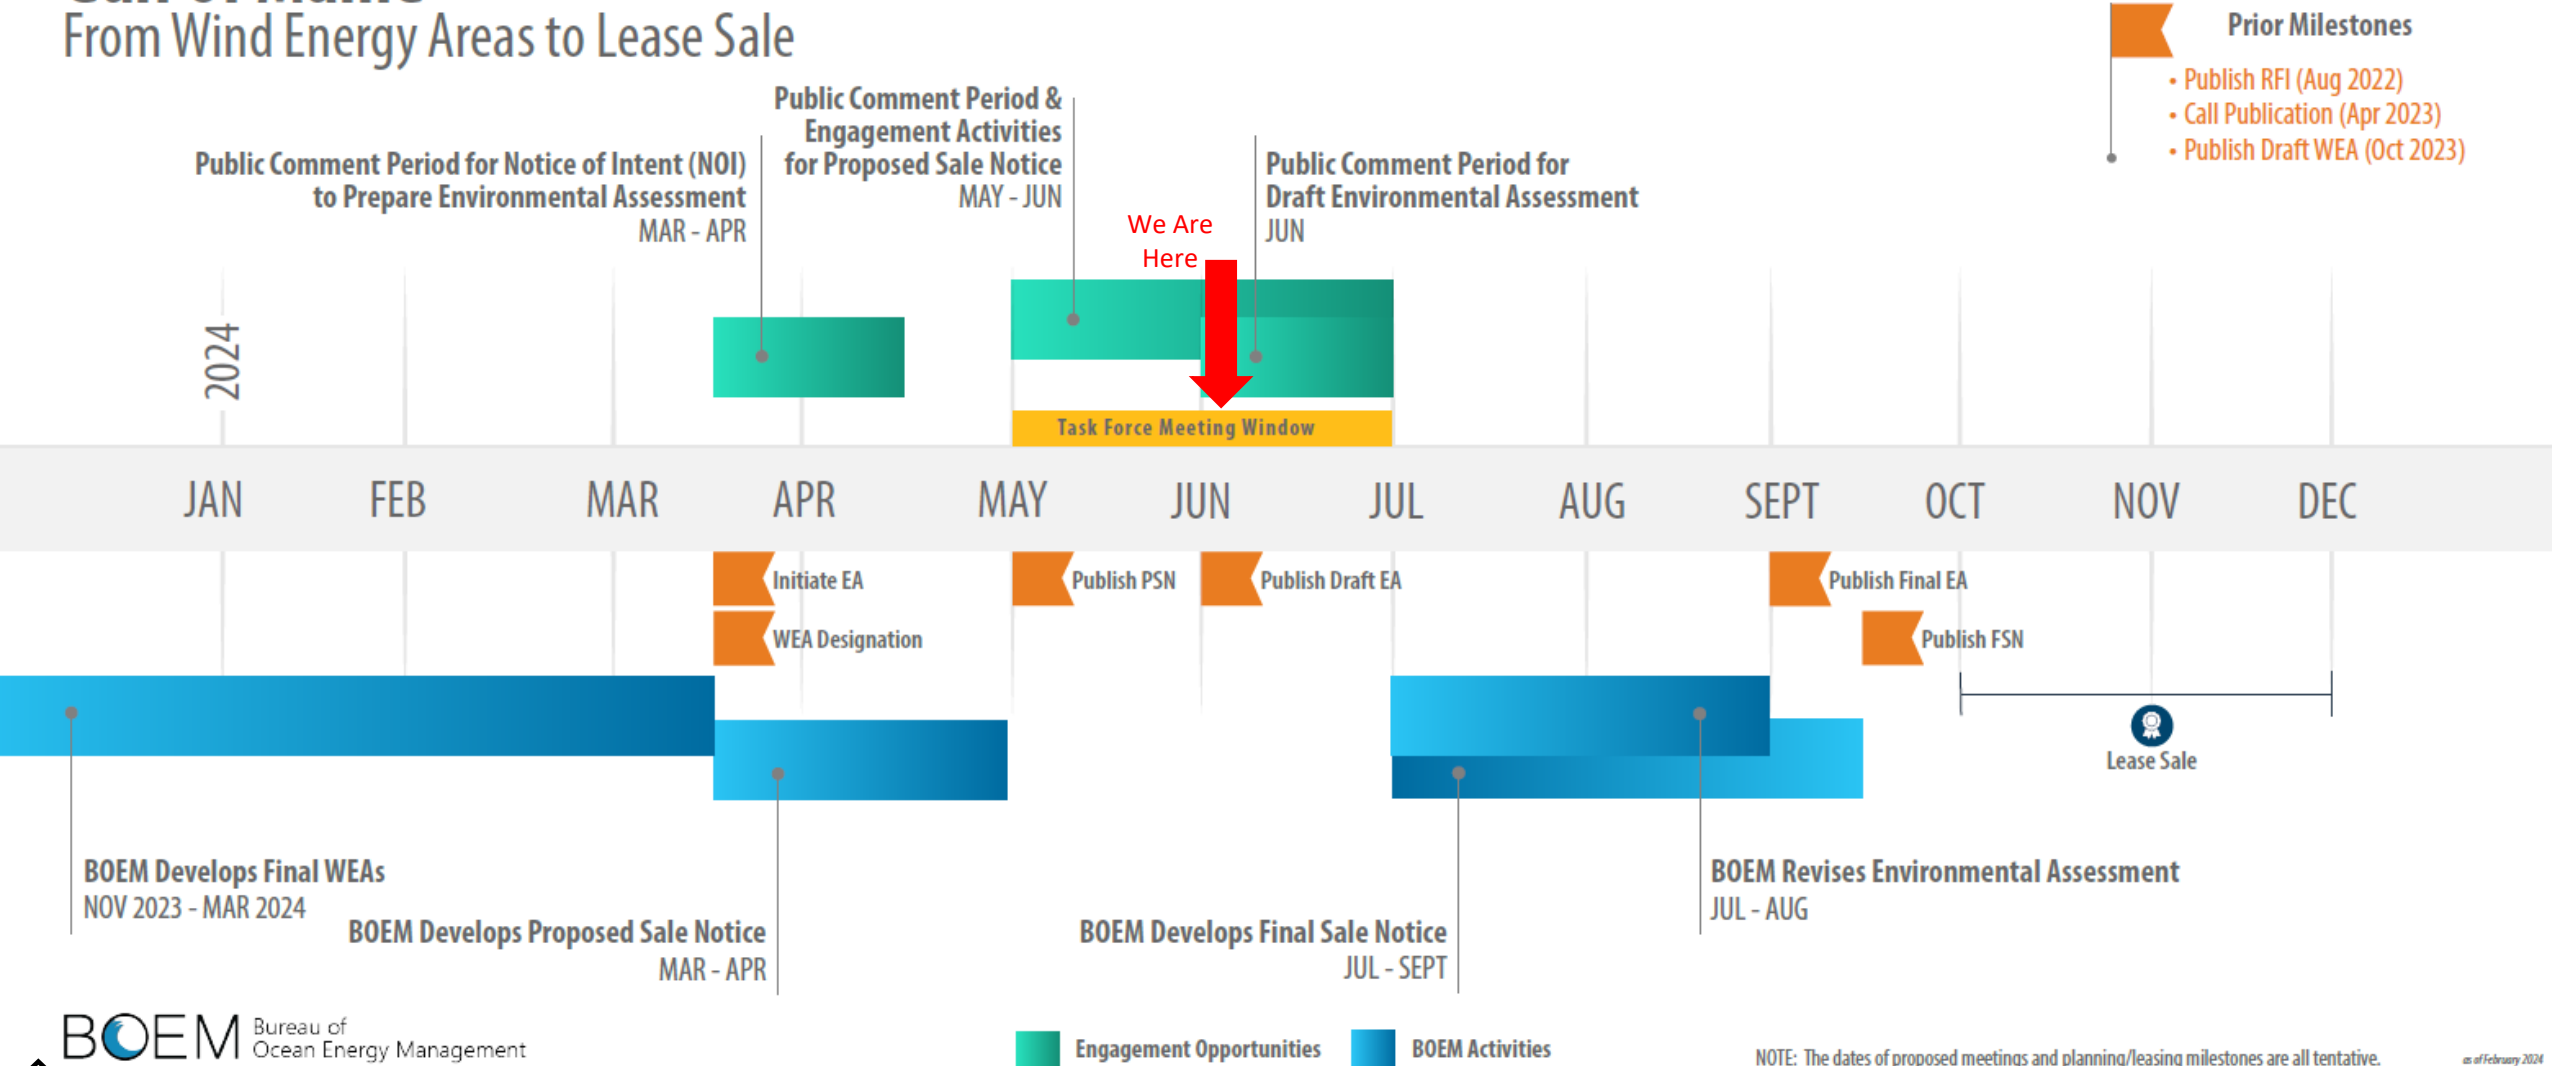 From Wind Energy Areas to Lease Sale
Prior Milestones
• Publish RFI (Aug 2022)
• Call Publication (Apr 2023)
• Publish Draft WEA (Oct 2023)
Public Comment Period for Notice of Intent (NOI)
to Prepare Environmental Assessment
MAR - APR
Public Comment Period &
Engagement Activities
for Proposed Sale Notice
MAY - JUN
We Are
Here
Public Comment Period for
Draft Environmental Assessment
JUN
2024
Task Force Meeting Window
JAN FEB MAR APR MAY JUN JUL AUG SEPT OCT NOV DEC
Initiate EA
WEA Designation
Publish PSN
Publish Draft EA
Publish Final EA
Publish FSN
Lease Sale
BOEM Develops Final WEAs
NOV 2023 - MAR 2024
BOEM Develops Proposed Sale Notice
MAR - APR
BOEM Develops Final Sale Notice
JUL - SEPT
BOEM Revises Environmental Assessment
JUL - AUG
BOEM Bureau of
Ocean Energy Management
Engagement Opportunities
BOEM Activities
NOTE: The dates of proposed meetings and planning/leasing milestones are all tentative.
as of February 2024